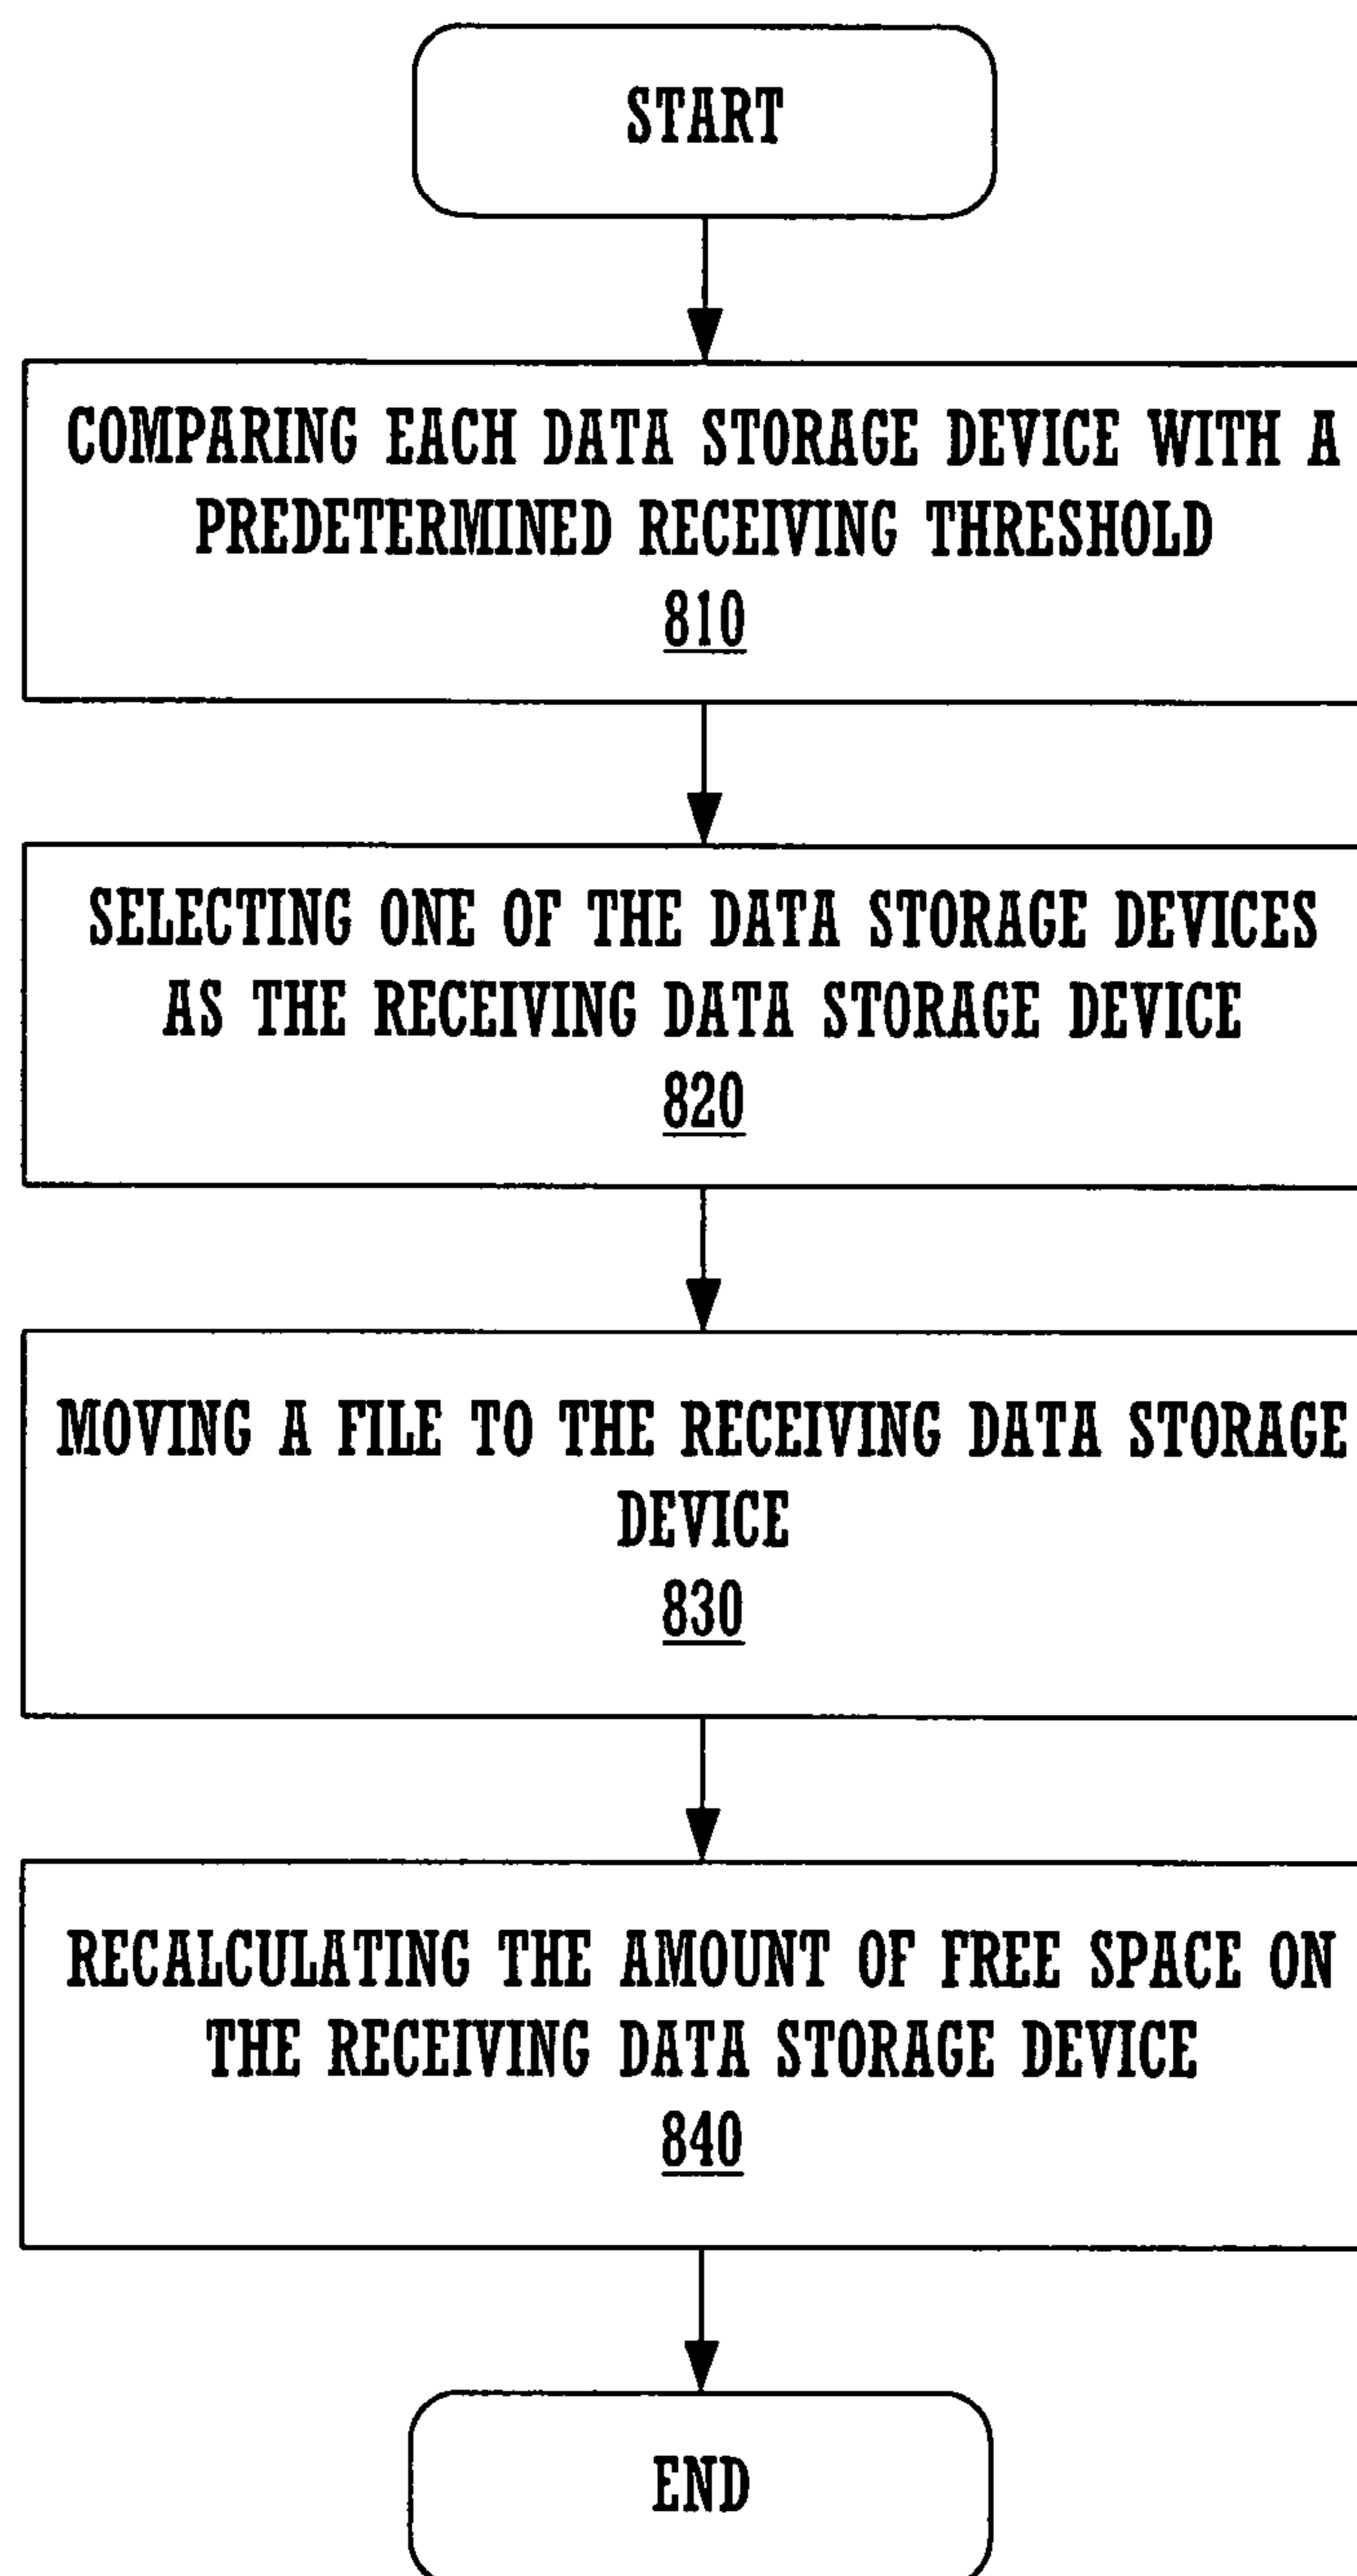 START
COMPARING EACH DATA STORAGE DEVICE WITH A
PREDETERMINED RECEIVING THRESHOLD
810
SELECTING ONE OF THE DATA STORAGE DEVICES
AS THE RECEIVING DATA STORAGE DEVICE
820
MOVING A FILE TO THE RECEIVING DATA STORAGE
DEVICE
830
RECALCULATING THE AMOUNT OF FREE SPACE ON
THE RECEIVING DATA STORAGE DEVICE
840
END